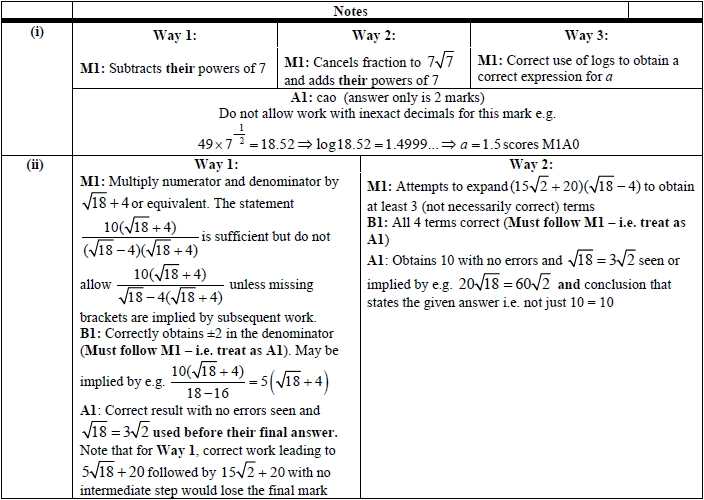 Notes
(i)
Way 1:
M1: Subtracts their powers of 7
Way 2:
M1: Cancels fraction to 7√7
and adds their powers of 7
Way 3:
M1: Correct use of logs to obtain a
correct expression for a
A1: cao (answer only is 2 marks)
Do not allow work with inexact decimals for this mark e.g.
49×7^(-1/2) = 18.52 ⇒ log18.52 = 1.4999... ⇒ a = 1.5 scores M1A0
(ii)
Way 1:
M1: Multiply numerator and denominator by
√18 + 4 or equivalent. The statement
10(√18 + 4)/((√18 − 4)(√18 + 4)) is sufficient but do not
allow 10(√18 + 4)/(√18 − 4(√18 + 4)) unless missing
brackets are implied by subsequent work.
B1: Correctly obtains ±2 in the denominator
(Must follow M1 – i.e. treat as A1). May be
implied by e.g. 10(√18 + 4)/(18 − 16) = 5(√18 + 4)
A1: Correct result with no errors seen and
√18 = 3√2 used before their final answer.
Note that for Way 1, correct work leading to
5√18 + 20 followed by 15√2 + 20 with no
intermediate step would lose the final mark
Way 2:
M1: Attempts to expand (15√2 + 20)(√18 − 4) to obtain
at least 3 (not necessarily correct) terms
B1: All 4 terms correct (Must follow M1 – i.e. treat as
A1)
A1: Obtains 10 with no errors and √18 = 3√2 seen or
implied by e.g. 20√18 = 60√2 and conclusion that
states the given answer i.e. not just 10 = 10